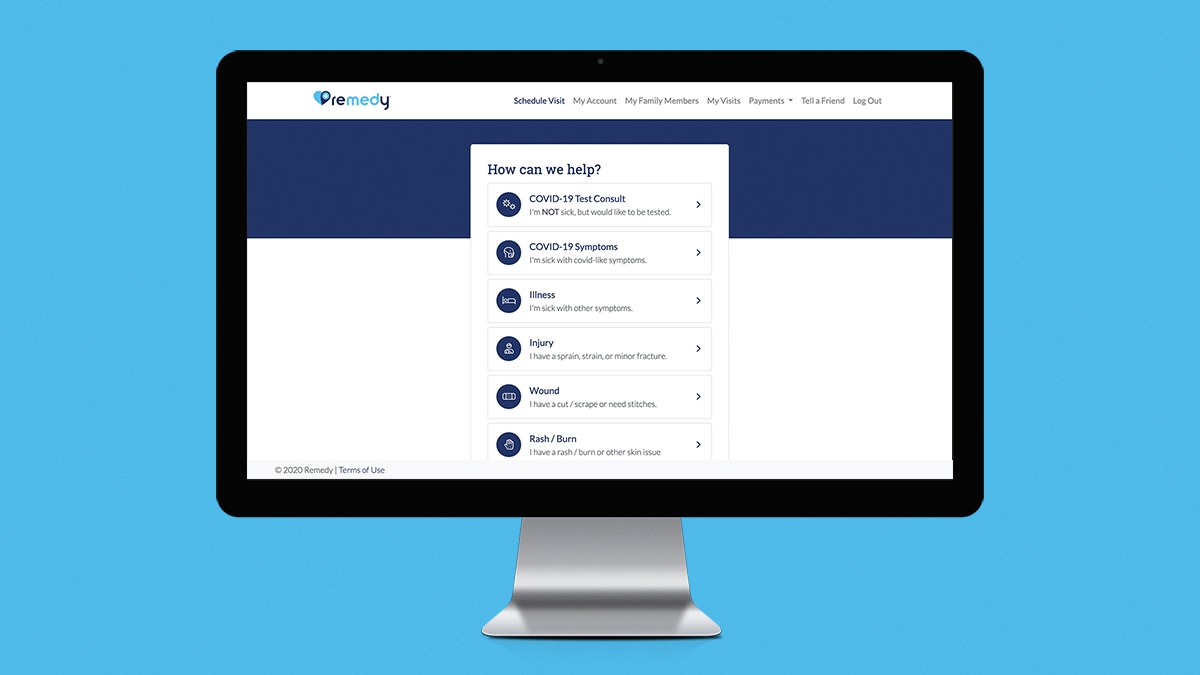 remedy
Schedule Visit My Account My Family Members My Visits Payments Tell a Friend Log Out
How can we help?
COVID-19 Test Consult
I'm NOT sick, but would like to be tested.
COVID-19 Symptoms
I'm sick with covid-like symptoms.
Illness
I'm sick with other symptoms.
Injury
I have a sprain, strain, or minor fracture.
Wound
I have a cut / scrape or need stitches.
Rash / Burn
I have a rash / burn or other skin issue
© 2020 Remedy | Terms of Use